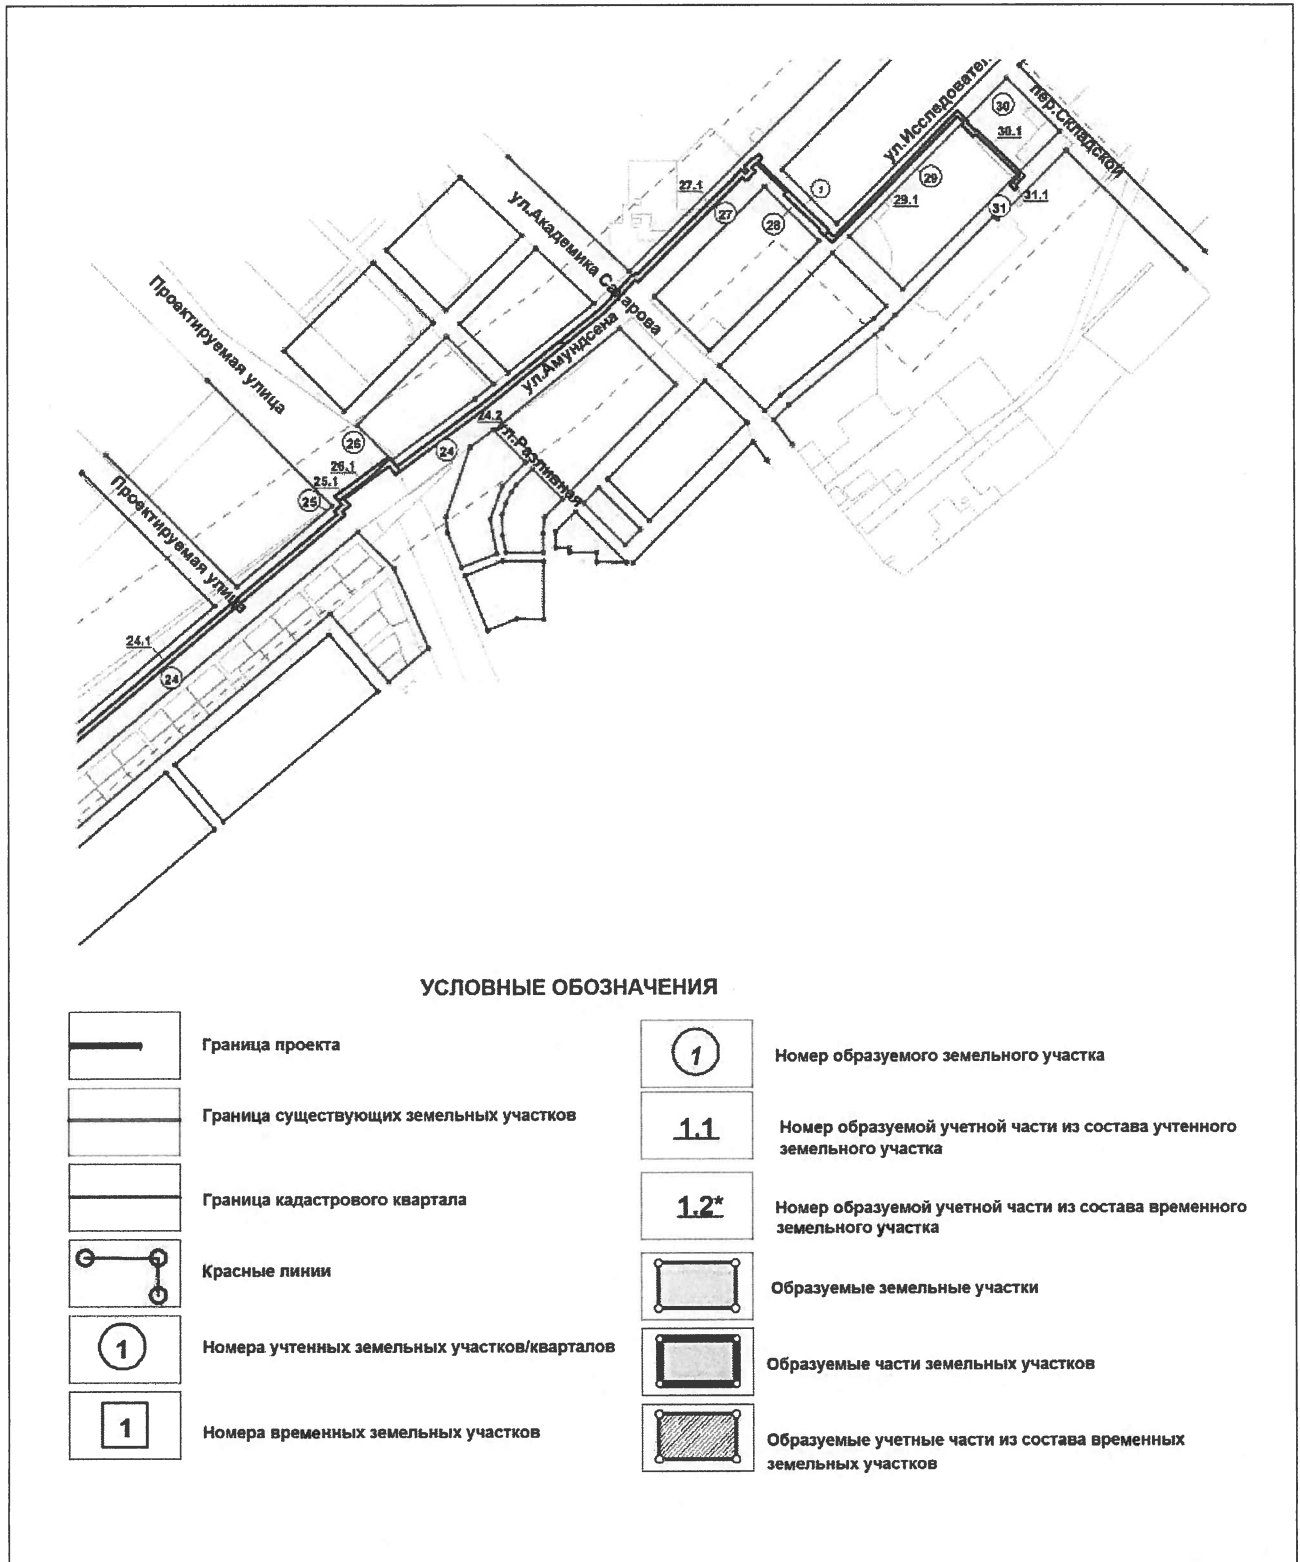 ул.Исследовател
пер.Складской
30
30.1
31.1
31
29
29.1
1
27.1
27
28
ул.Академика Сахарова
ул.Амундсена
Проектируемая улица
24.2
ул.Разливная
24
26
26.1
25.1
25
Проектируемая улица
24.1
24
УСЛОВНЫЕ ОБОЗНАЧЕНИЯ
Граница проекта
Граница существующих земельных участков
Граница кадастрового квартала
Красные линии
1
Номера учтенных земельных участков/кварталов
1
Номера временных земельных участков
1
Номер образуемого земельного участка
1.1
Номер образуемой учетной части из состава учтенного
земельного участка
1.2*
Номер образуемой учетной части из состава временного
земельного участка
Образуемые земельные участки
Образуемые части земельных участков
Образуемые учетные части из состава временных
земельных участков